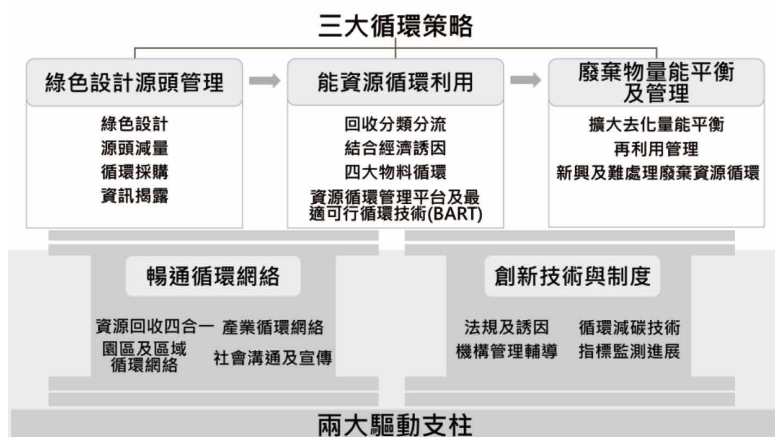 三大循環策略
綠色設計源頭管理
綠色設計
源頭減量
循環採購
資訊揭露
能資源循環利用
回收分類分流
結合經濟誘因
四大物料循環
資源循環管理平台及最
適可行循環技術(BART)
廢棄物量能平衡
及管理
擴大去化量能平衡
再利用管理
新興及難處理廢棄資源循環
暢通循環網絡
資源回收四合一 產業循環網絡
園區及區域
循環網絡
社會溝通及宣傳
創新技術與制度
法規及誘因 循環減碳技術
機構管理輔導 指標監測進展
兩大驅動支柱